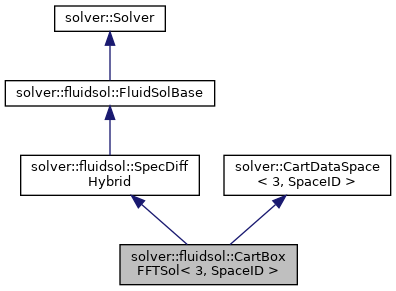 solver::Solver
solver::fluidsol::FluidSolBase
solver::fluidsol::SpecDiff
Hybrid
solver::CartDataSpace
< 3, SpaceID >
solver::fluidsol::CartBox
FFTSol< 3, SpaceID >